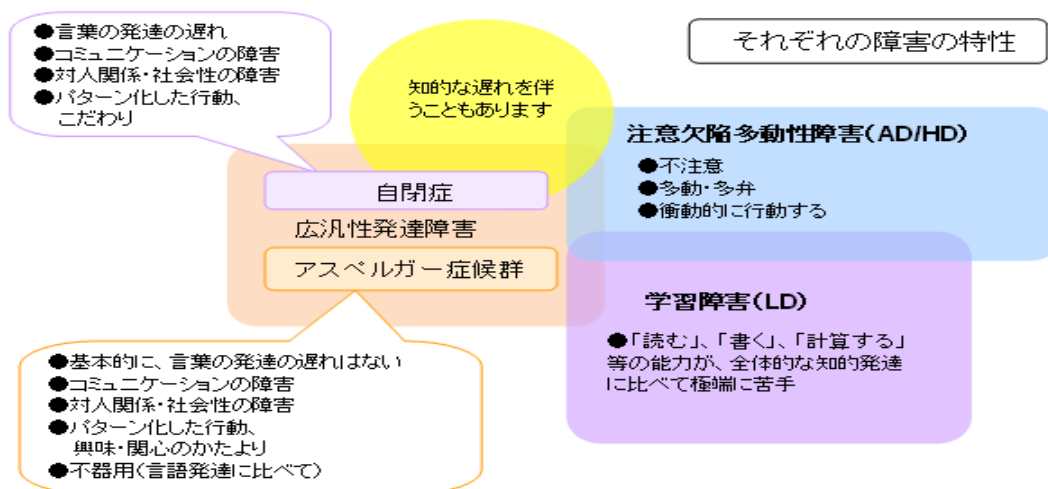 それぞれの障害の特性
●言葉の発達の遅れ
●コミュニケーションの障害
●対人関係・社会性の障害
●パターン化した行動、
こだわり
知的な遅れを伴
うこともあります
注意欠陥多動性障害(AD/HD)
●不注意
●多動・多弁
●衝動的に行動する
自閉症
広汎性発達障害
アスペルガー症候群
学習障害(LD)
●「読む」、「書く」、「計算する」
等の能力が、全体的な知的発達
に比べて極端に苦手
●基本的に、言葉の発達の遅れはない
●コミュニケーションの障害
●対人関係・社会性の障害
●パターン化した行動、
興味・関心のかたより
●不器用(言語発達に比べて)